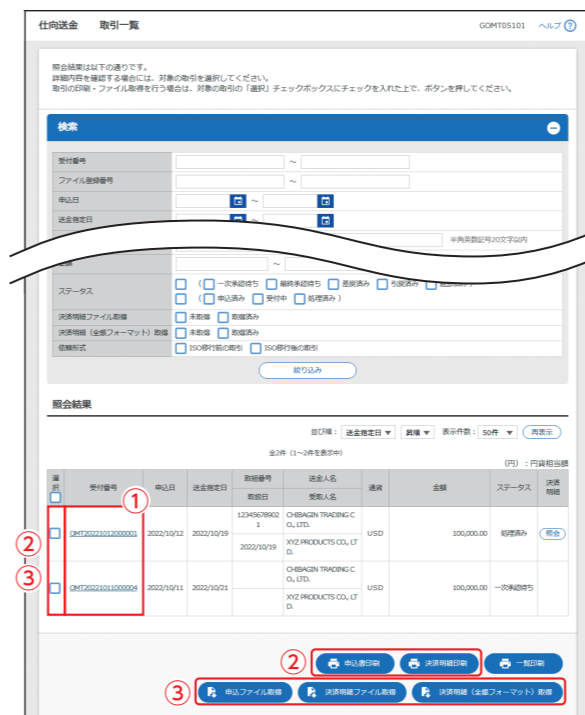 仕向送金 取引一覧 GOMT05101 ヘルプ ?
照会結果は以下の通りです。
詳細内容を確認する場合には、対象の取引を選択してください。
取引の印刷・ファイル取得を行う場合は、対象の取引の「選択」チェックボックスにチェックを入れた上で、ボタンを押してください。
検索
受付番号 ～
ファイル登録番号 ～
申込日 ～
送金指定日 ～
半角英数記号20文字以内
金額 ～
ステータス （ 一次承認待ち 最終承認待ち 差戻済み 引戻済み ）
（ 申込済み 受付中 処理済み ）
決済明細ファイル取得 未取得 取得済み
決済明細（全銀フォーマット）取得 未取得 取得済み
依頼形式 ISO移行前の取引 ISO移行後の取引
絞り込み
照会結果
並び順： 送金指定日 ▼ 昇順 ▼ 表示件数： 50件 ▼ 再表示
全2件（1～2件を表示中）
（円）：円貨相当額
選択 受付番号 申込日 送金指定日 取組番号 送金人名 通貨 金額 ステータス 決済明細
取扱日 受取人名
①
② OMT20221012000001 2022/10/12 2022/10/19 12345678902
1 CHIBAGIN TRADING C
O., LTD. USD 100,000.00 処理済み 照会
2022/10/19 XYZ PRODUCTS CO., LT
D.
③ OMT20221011000004 2022/10/11 2022/10/21 CHIBAGIN TRADING C
O., LTD. USD 100,000.00 一次承認待ち
XYZ PRODUCTS CO., LT
D.
② 申込書印刷 決済明細印刷 一覧印刷
③ 申込ファイル取得 決済明細ファイル取得 決済明細（全銀フォーマット）取得